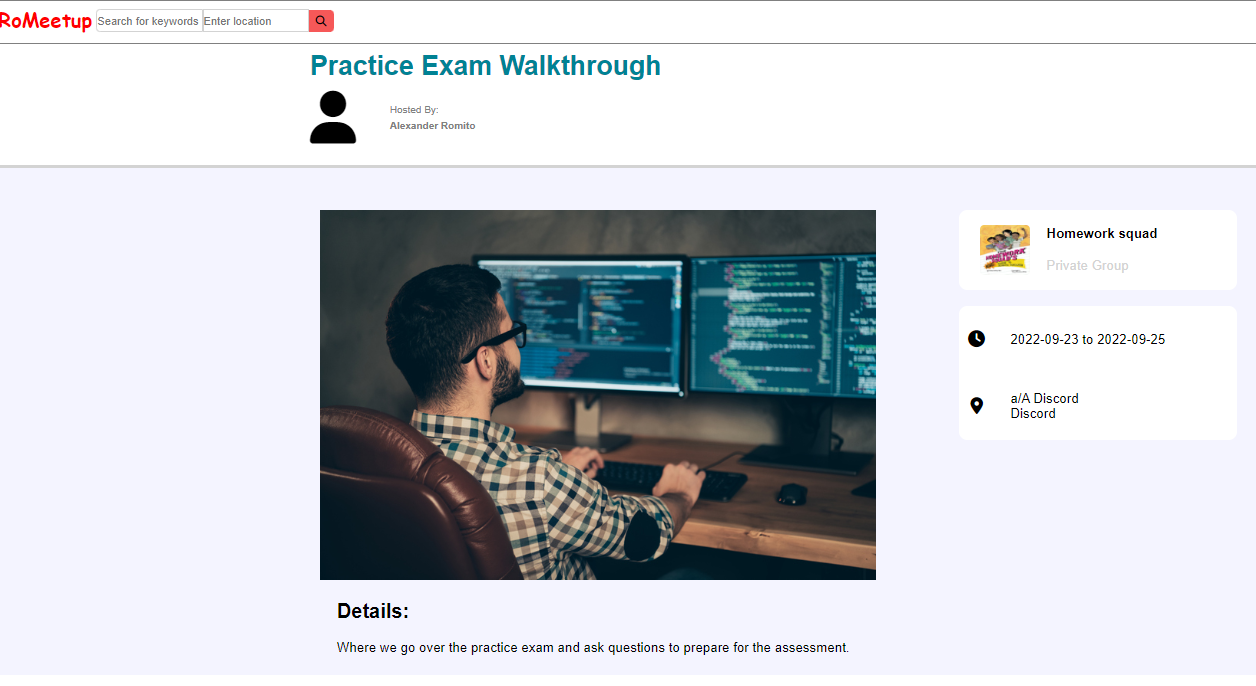 RoMeetup
Search for keywords
Enter location
Practice Exam Walkthrough
Hosted By:
Alexander Romito
Homework squad
Private Group
2022-09-23 to 2022-09-25
a/A Discord
Discord
Details:
Where we go over the practice exam and ask questions to prepare for the assessment.